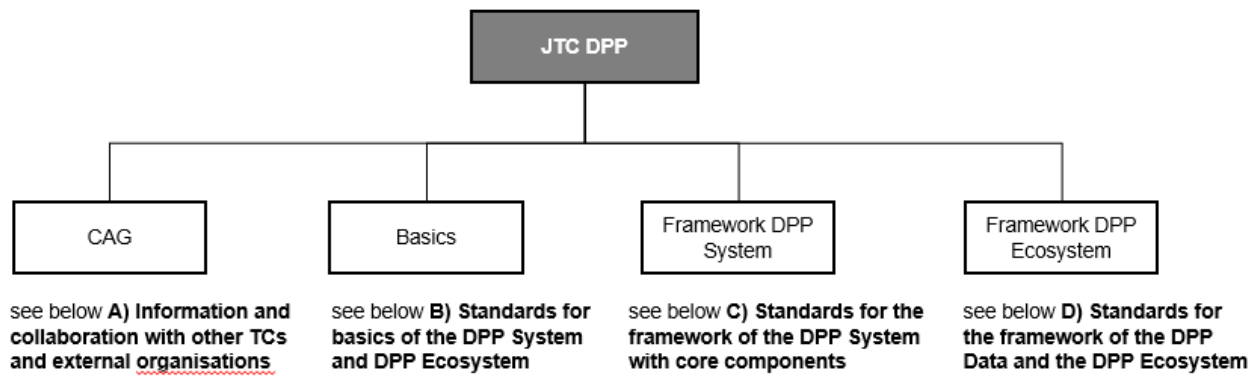 JTC DPP
CAG
Basics
Framework DPP
System
Framework DPP
Ecosystem
see below A) Information and
collaboration with other TCs
and external organisations
see below B) Standards for
basics of the DPP System
and DPP Ecosystem
see below C) Standards for the
framework of the DPP System
with core components
see below D) Standards for
the framework of the DPP
Data and the DPP Ecosystem